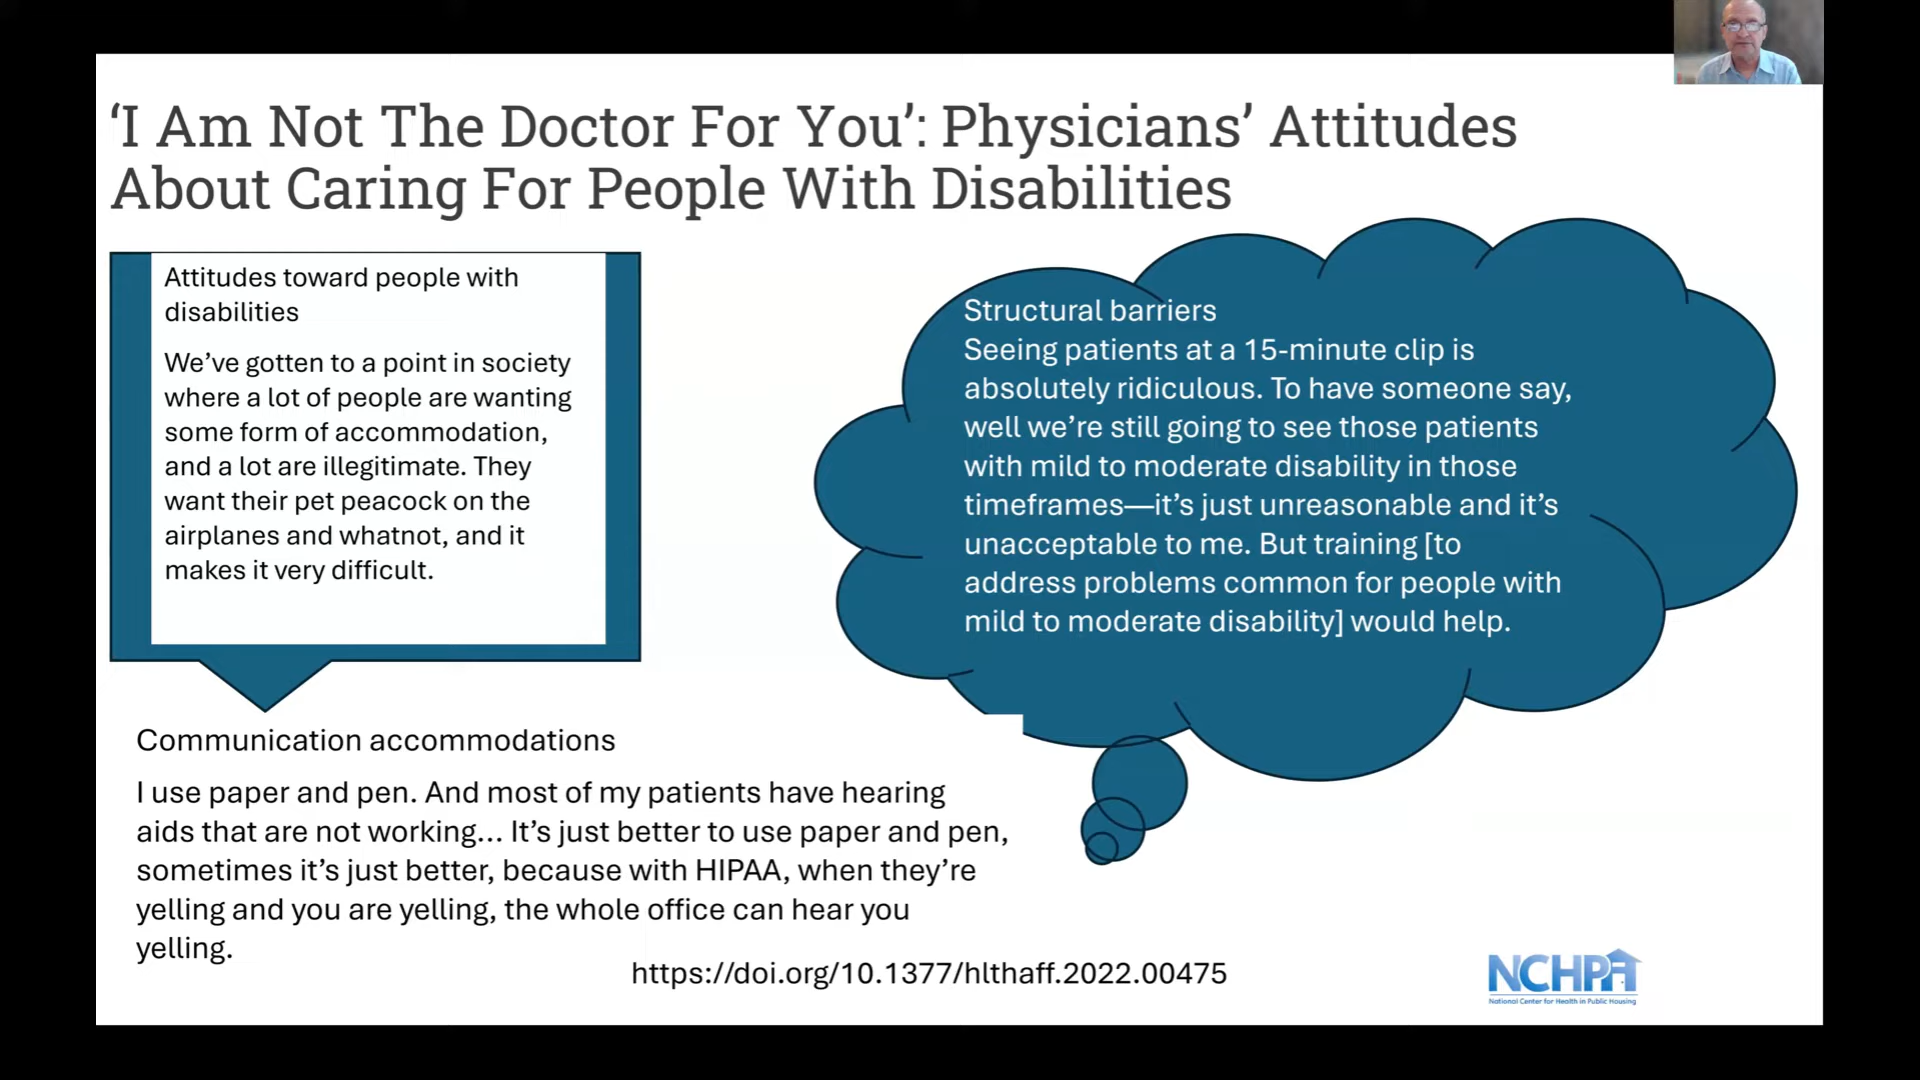 ‘I Am Not The Doctor For You’: Physicians’ Attitudes
About Caring For People With Disabilities
Attitudes toward people with
disabilities
We’ve gotten to a point in society
where a lot of people are wanting
some form of accommodation,
and a lot are illegitimate. They
want their pet peacock on the
airplanes and whatnot, and it
makes it very difficult.
Structural barriers
Seeing patients at a 15-minute clip is
absolutely ridiculous. To have someone say,
well we’re still going to see those patients
with mild to moderate disability in those
timeframes—it’s just unreasonable and it’s
unacceptable to me. But training [to
address problems common for people with
mild to moderate disability] would help.
Communication accommodations
I use paper and pen. And most of my patients have hearing
aids that are not working… It’s just better to use paper and pen,
sometimes it’s just better, because with HIPAA, when they’re
yelling and you are yelling, the whole office can hear you
yelling.
https://doi.org/10.1377/hlthaff.2022.00475
NCHPH
National Center for Health in Public Housing